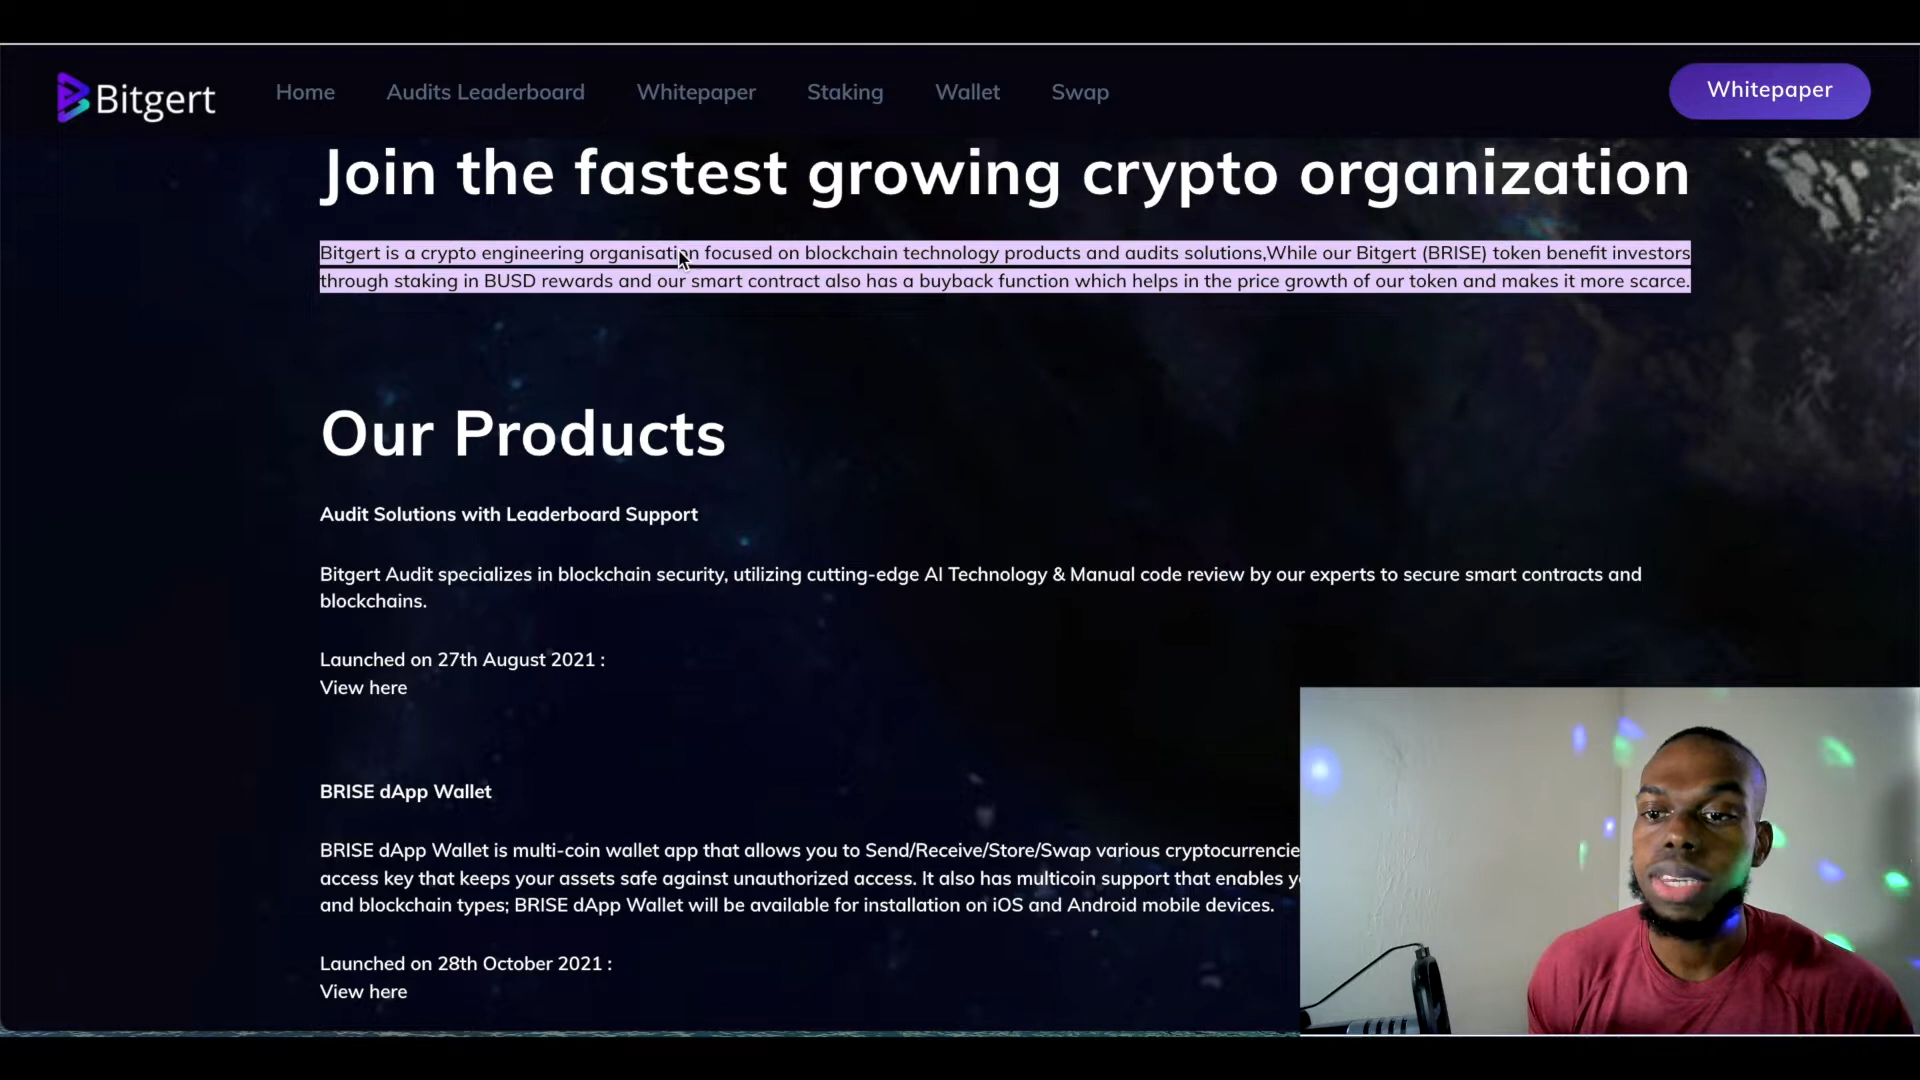 Bitgert
Home
Audits Leaderboard
Whitepaper
Staking
Wallet
Swap
Whitepaper
Join the fastest growing crypto organization
Bitgert is a crypto engineering organisation focused on blockchain technology products and audits solutions,While our Bitgert (BRISE) token benefit investors
through staking in BUSD rewards and our smart contract also has a buyback function which helps in the price growth of our token and makes it more scarce.
Our Products
Audit Solutions with Leaderboard Support
Bitgert Audit specializes in blockchain security, utilizing cutting-edge AI Technology & Manual code review by our experts to secure smart contracts and
blockchains.
Launched on 27th August 2021 :
View here
BRISE dApp Wallet
BRISE dApp Wallet is multi-coin wallet app that allows you to Send/Receive/Store/Swap various
access key that keeps your assets safe against unauthorized access. It also has multicoin support that enables
and blockchain types; BRISE dApp Wallet will be available for installation on iOS and Android mobile devices.
Launched on 28th October 2021 :
View here